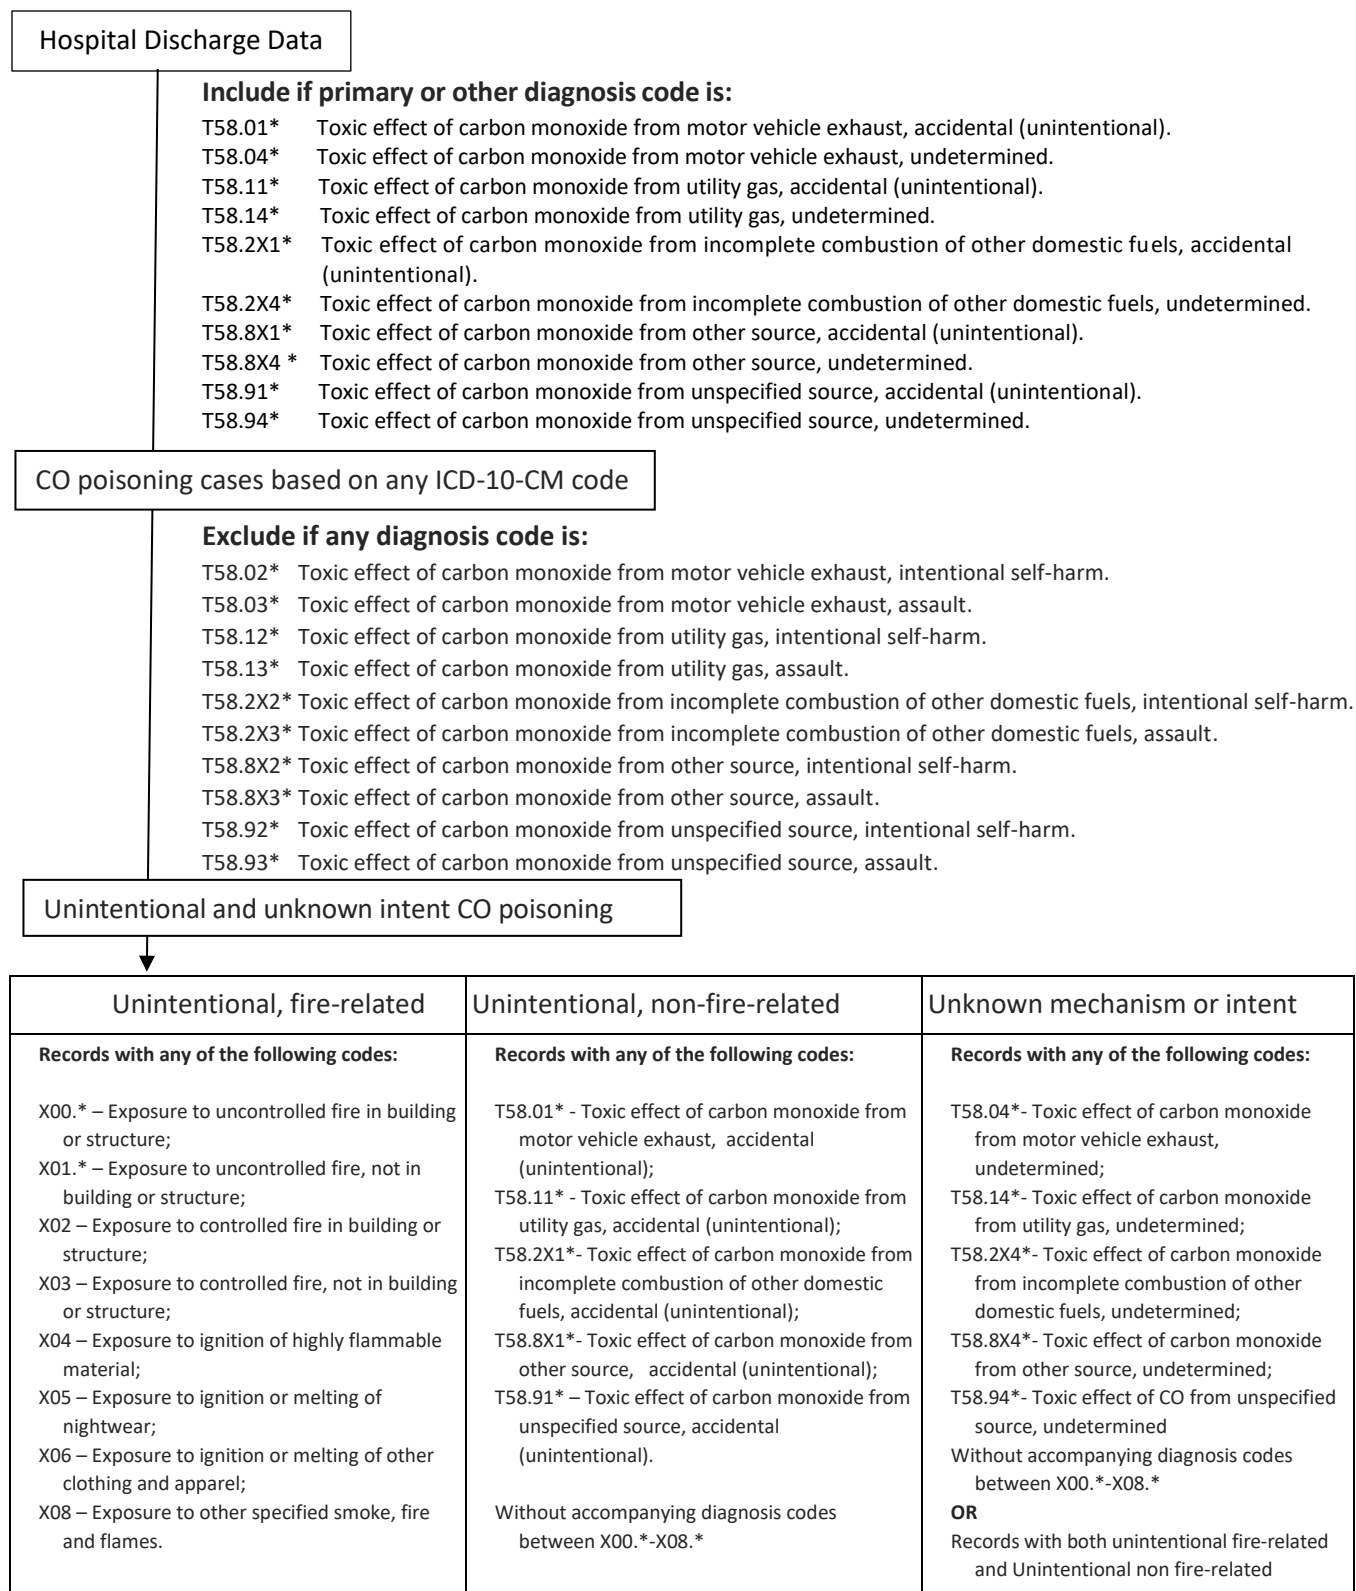 Hospital Discharge Data
Include if primary or other diagnosis code is:
T58.01* Toxic effect of carbon monoxide from motor vehicle exhaust, accidental (unintentional).
T58.04* Toxic effect of carbon monoxide from motor vehicle exhaust, undetermined.
T58.11* Toxic effect of carbon monoxide from utility gas, accidental (unintentional).
T58.14* Toxic effect of carbon monoxide from utility gas, undetermined.
T58.2X1* Toxic effect of carbon monoxide from incomplete combustion of other domestic fuels, accidental
(unintentional).
T58.2X4* Toxic effect of carbon monoxide from incomplete combustion of other domestic fuels, undetermined.
T58.8X1* Toxic effect of carbon monoxide from other source, accidental (unintentional).
T58.8X4 * Toxic effect of carbon monoxide from other source, undetermined.
T58.91* Toxic effect of carbon monoxide from unspecified source, accidental (unintentional).
T58.94* Toxic effect of carbon monoxide from unspecified source, undetermined.
CO poisoning cases based on any ICD-10-CM code
Exclude if any diagnosis code is:
T58.02* Toxic effect of carbon monoxide from motor vehicle exhaust, intentional self-harm.
T58.03* Toxic effect of carbon monoxide from motor vehicle exhaust, assault.
T58.12* Toxic effect of carbon monoxide from utility gas, intentional self-harm.
T58.13* Toxic effect of carbon monoxide from utility gas, assault.
T58.2X2* Toxic effect of carbon monoxide from incomplete combustion of other domestic fuels, intentional self-harm.
T58.2X3* Toxic effect of carbon monoxide from incomplete combustion of other domestic fuels, assault.
T58.8X2* Toxic effect of carbon monoxide from other source, intentional self-harm.
T58.8X3* Toxic effect of carbon monoxide from other source, assault.
T58.92* Toxic effect of carbon monoxide from unspecified source, intentional self-harm.
T58.93* Toxic effect of carbon monoxide from unspecified source, assault.
Unintentional and unknown intent CO poisoning
Unintentional, fire-related
Records with any of the following codes:
X00.* – Exposure to uncontrolled fire in building
or structure;
X01.* – Exposure to uncontrolled fire, not in
building or structure;
X02 – Exposure to controlled fire in building or
structure;
X03 – Exposure to controlled fire, not in building
or structure;
X04 – Exposure to ignition of highly flammable
material;
X05 – Exposure to ignition or melting of
nightwear;
X06 – Exposure to ignition or melting of other
clothing and apparel;
X08 – Exposure to other specified smoke, fire
and flames.
Unintentional, non-fire-related
Records with any of the following codes:
T58.01* - Toxic effect of carbon monoxide from
motor vehicle exhaust, accidental
(unintentional);
T58.11* - Toxic effect of carbon monoxide from
utility gas, accidental (unintentional);
T58.2X1*- Toxic effect of carbon monoxide from
incomplete combustion of other domestic
fuels, accidental (unintentional);
T58.8X1*- Toxic effect of carbon monoxide from
other source, accidental (unintentional);
T58.91* – Toxic effect of carbon monoxide from
unspecified source, accidental
(unintentional).
Without accompanying diagnosis codes
between X00.*-X08.*
Unknown mechanism or intent
Records with any of the following codes:
T58.04*- Toxic effect of carbon monoxide
from motor vehicle exhaust,
undetermined;
T58.14*- Toxic effect of carbon monoxide
from utility gas, undetermined;
T58.2X4*- Toxic effect of carbon monoxide
from incomplete combustion of other
domestic fuels, undetermined;
T58.8X4*- Toxic effect of carbon monoxide
from other source, undetermined;
T58.94*- Toxic effect of CO from unspecified
source, undetermined
Without accompanying diagnosis codes
between X00.*-X08.*
OR
Records with both unintentional fire-related
and Unintentional non fire-related